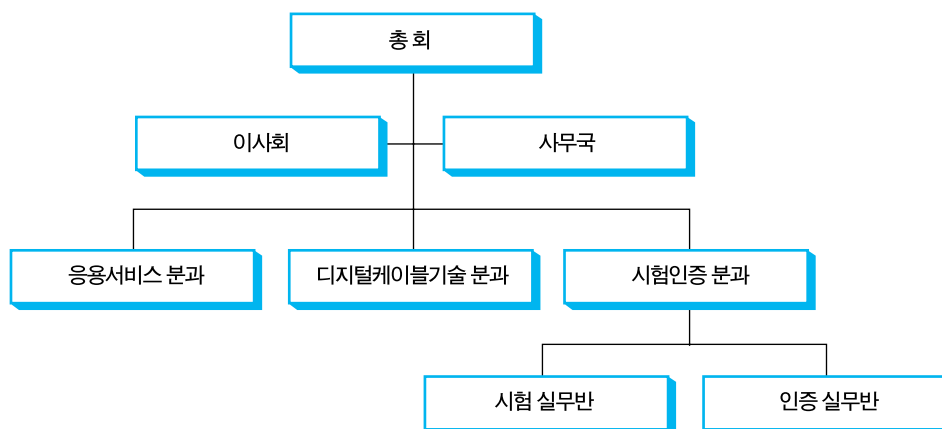 총 회
이사회
사무국
응용서비스 분과
디지털케이블기술 분과
시험인증 분과
시험 실무반
인증 실무반